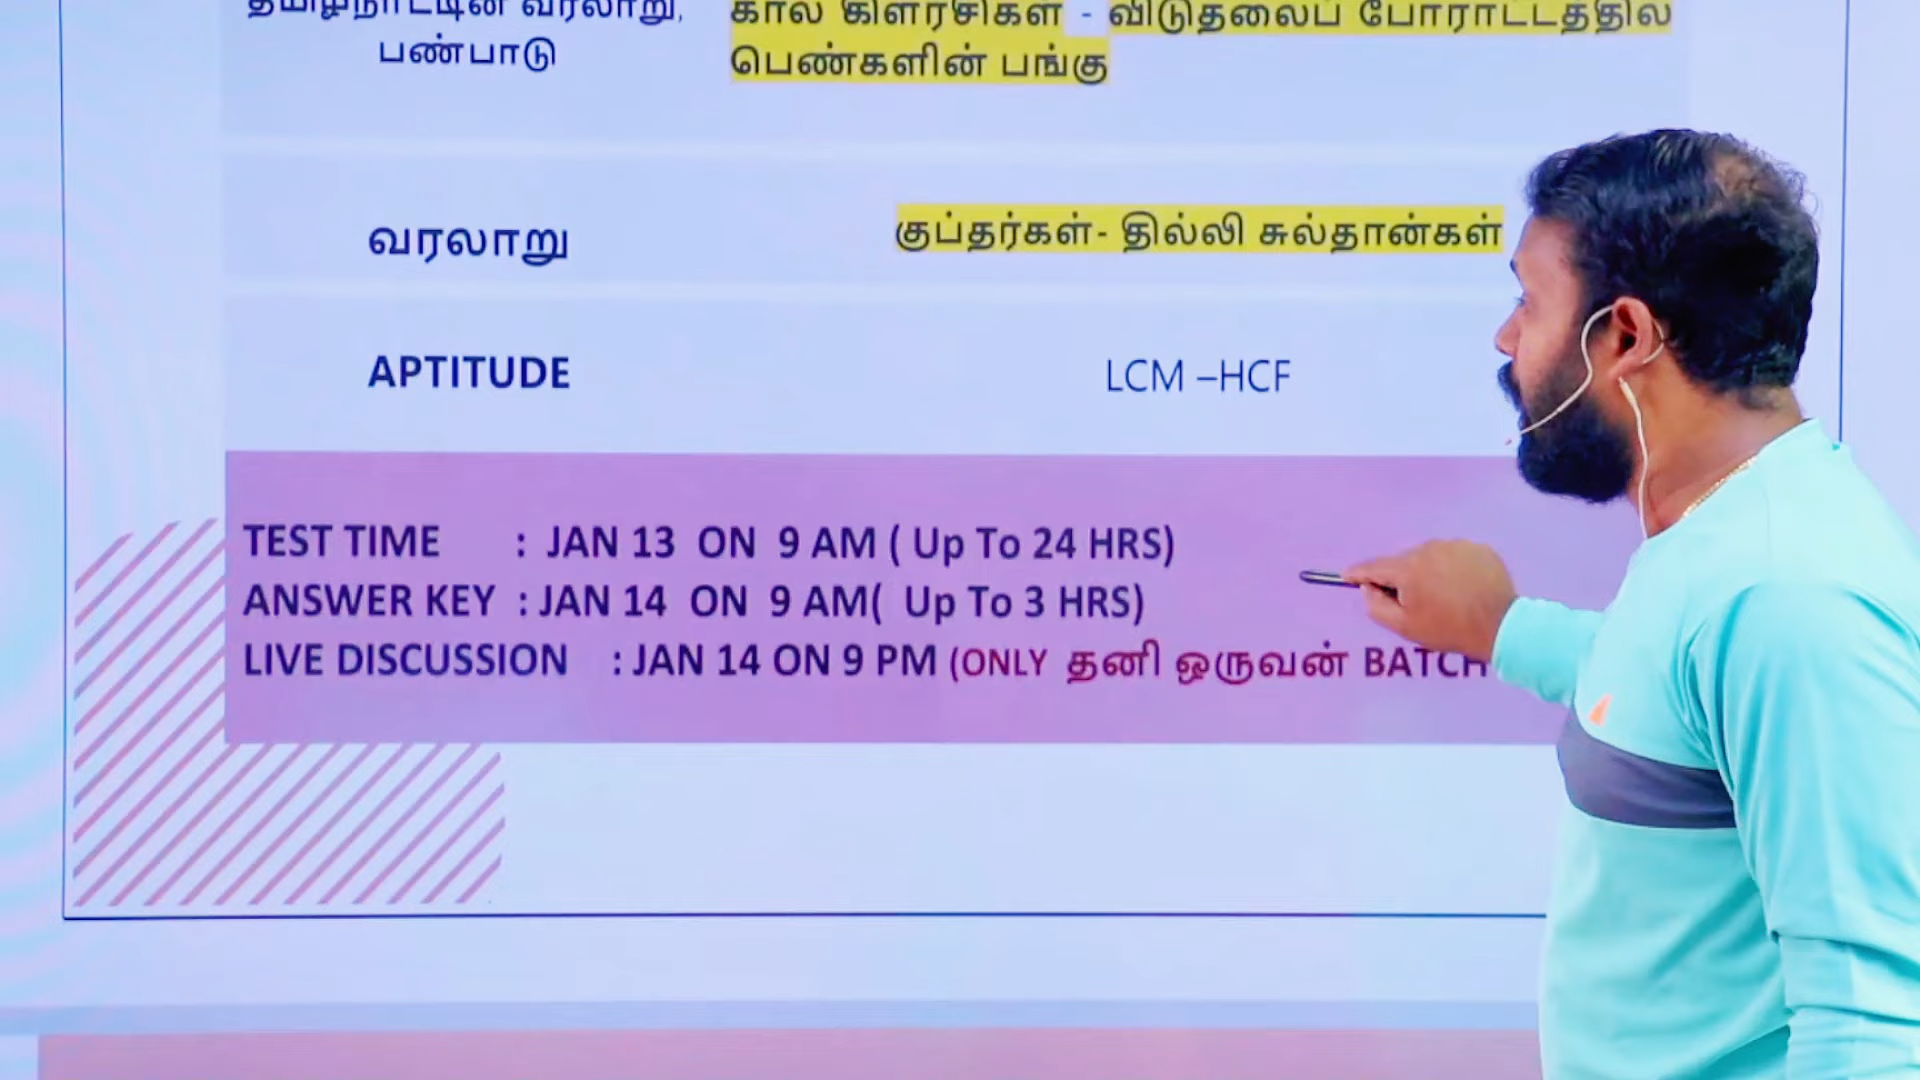 தமிழ்நாட்டின் வரலாறு,
பண்பாடு
கால கிளர்சிகள் - விடுதலைப் போராட்டத்தில்
பெண்களின் பங்கு
வரலாறு
குப்தர்கள்- தில்லி சுல்தான்கள்
APTITUDE
LCM –HCF
TEST TIME : JAN 13 ON 9 AM ( Up To 24 HRS)
ANSWER KEY : JAN 14 ON 9 AM( Up To 3 HRS)
LIVE DISCUSSION : JAN 14 ON 9 PM (ONLY தனி ஒருவன் BATCH